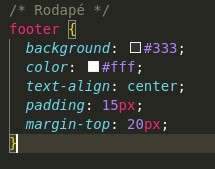 /* Rodapé */
footer {
  background: #333;
  color: #fff;
  text-align: center;
  padding: 15px;
  margin-top: 20px;
}